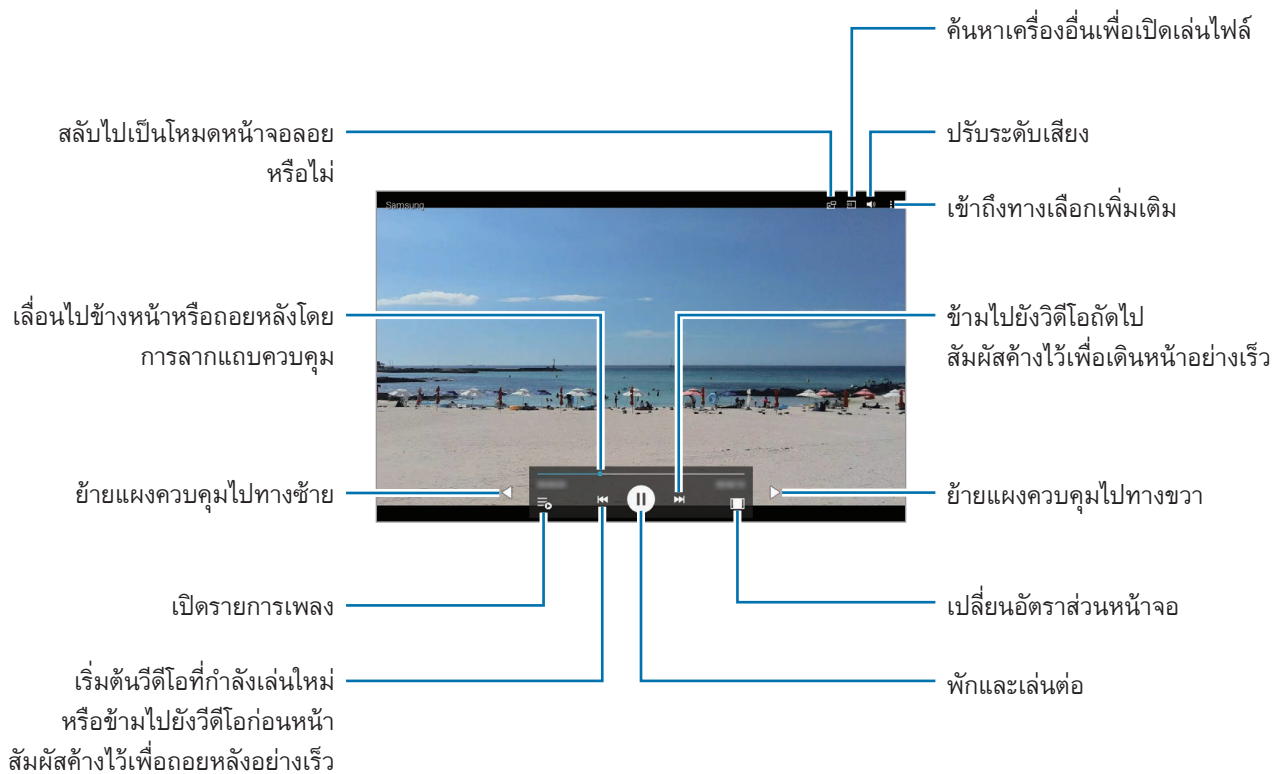 ค้นหาเครื่องอื่นเพื่อเปิดเล่นไฟล์
สลับไปเป็นโหมดหน้าจอลอย
หรือไม่
ปรับระดับเสียง
เข้าถึงทางเลือกเพิ่มเติม
Samsung
เลื่อนไปข้างหน้าหรือถอยหลังโดย
การลากแถบควบคุม
ข้ามไปยังวิดีโอถัดไป
สัมผัสค้างไว้เพื่อเดินหน้าอย่างเร็ว
ย้ายแผงควบคุมไปทางซ้าย
ย้ายแผงควบคุมไปทางขวา
เปิดรายการเพลง
เปลี่ยนอัตราส่วนหน้าจอ
เริ่มต้นวีดีโอที่กำลังเล่นใหม่
หรือข้ามไปยังวีดีโอก่อนหน้า
สัมผัสค้างไว้เพื่อถอยหลังอย่างเร็ว
พักและเล่นต่อ